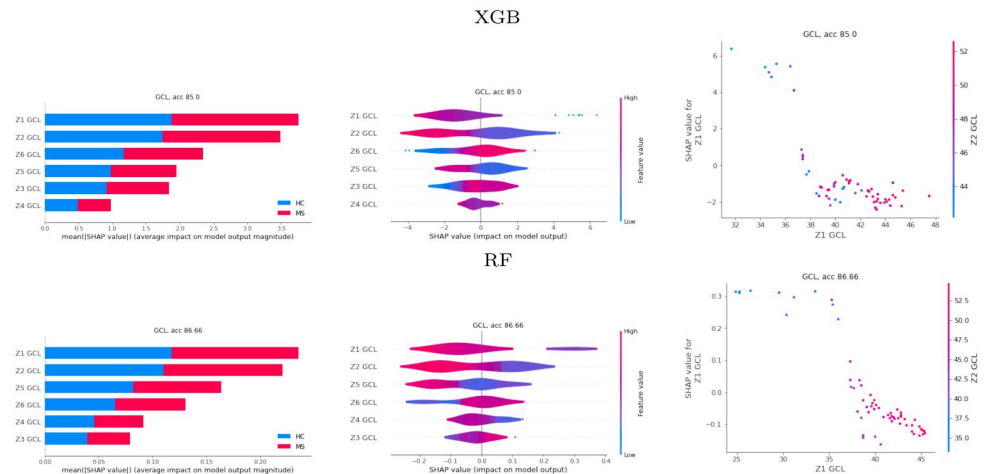 XGB
GCL, acc 85.0
Z1 GCL
Z2 GCL
Z6 GCL
Z5 GCL
Z3 GCL
Z4 GCL
HC
MS
0.0 0.5 1.0 1.5 2.0 2.5 3.0 3.5
mean(|SHAP value|) (average impact on model output magnitude)
GCL, acc 85.0
High
Z1 GCL
Z2 GCL
Z6 GCL
Z5 GCL
Z3 GCL
Z4 GCL
Low
Feature value
−4 −2 0 2 4 6
SHAP value (impact on model output)
GCL, acc 85.0
6
4
2
0
−2
SHAP value for
Z1 GCL
32 34 36 38 40 42 44 46 48
Z1 GCL
52
50
48
46
44
Z2 GCL
RF
GCL, acc 86.66
Z1 GCL
Z2 GCL
Z5 GCL
Z6 GCL
Z4 GCL
Z3 GCL
HC
MS
0.00 0.05 0.10 0.15 0.20
mean(|SHAP value|) (average impact on model output magnitude)
GCL, acc 86.66
High
Z1 GCL
Z2 GCL
Z5 GCL
Z6 GCL
Z4 GCL
Z3 GCL
Low
Feature value
−0.3 −0.2 −0.1 0.0 0.1 0.2 0.3 0.4
SHAP value (impact on model output)
GCL, acc 86.66
0.3
0.2
0.1
0.0
−0.1
SHAP value for
Z1 GCL
25 30 35 40 45
Z1 GCL
52.5
50.0
47.5
45.0
42.5
40.0
37.5
35.0
Z2 GCL